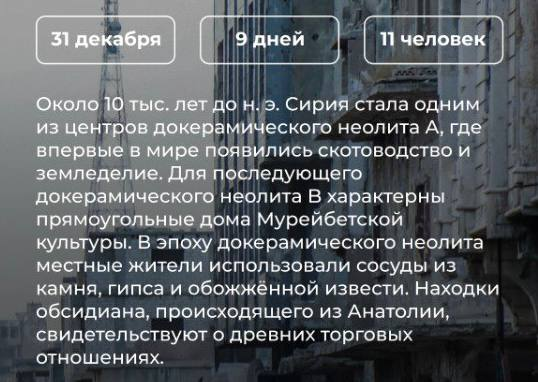 31 декабря
9 дней
11 человек
Около 10 тыс. лет до н. э. Сирия стала одним
из центров докерамического неолита А, где
впервые в мире появились скотоводство и
земледелие. Для последующего
докерамического неолита В характерны
прямоугольные дома Мурейбетской
культуры. В эпоху докерамического неолита
местные жители использовали сосуды из
камня, гипса и обожжённой извести. Находки
обсидиана, происходящего из Анатолии,
свидетельствуют о древних торговых
отношениях.